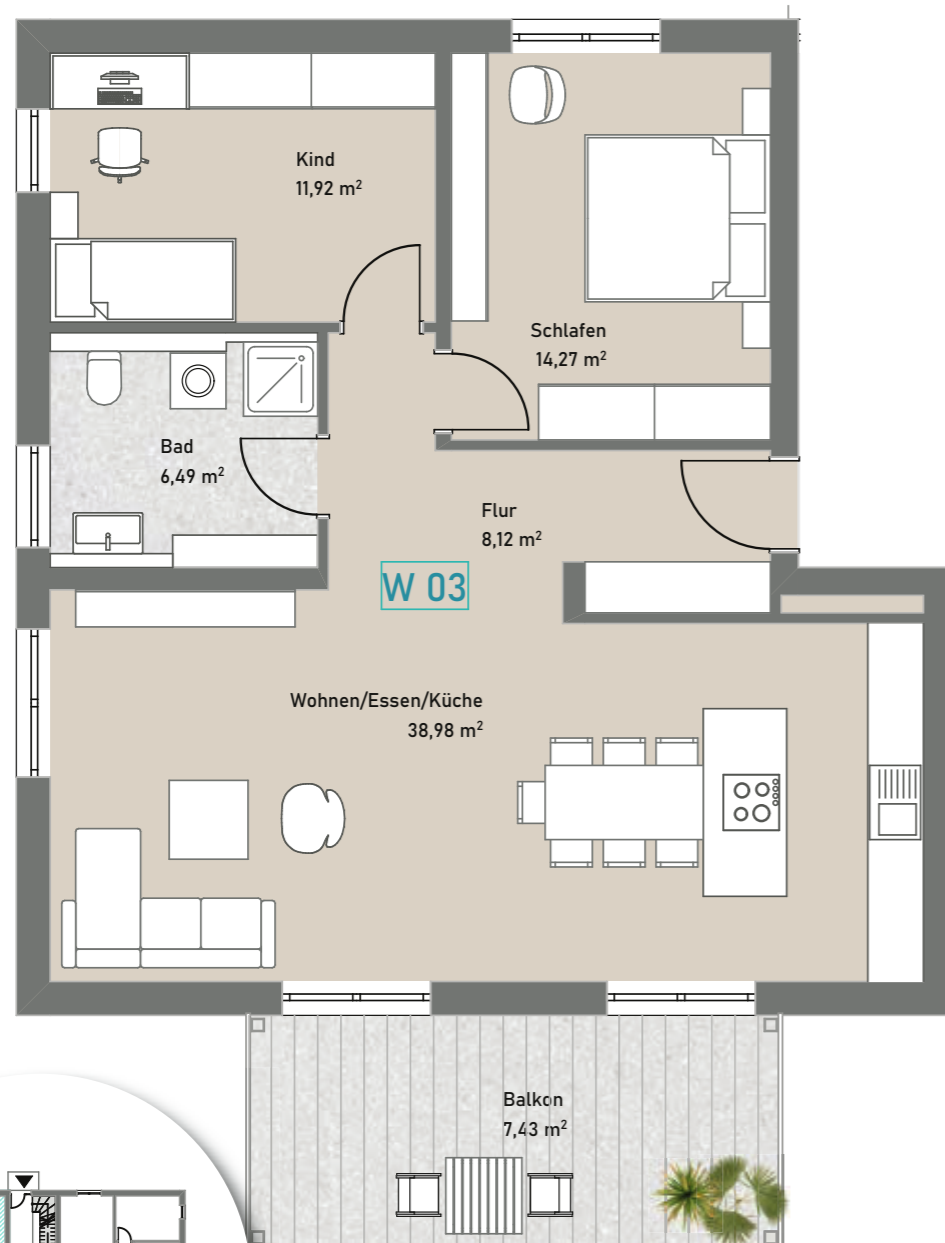 Kind
11,92 m²
Schlafen
14,27 m²
Bad
6,49 m²
Flur
8,12 m²
W 03
Wohnen/Essen/Küche
38,98 m²
Balkon
7,43 m²